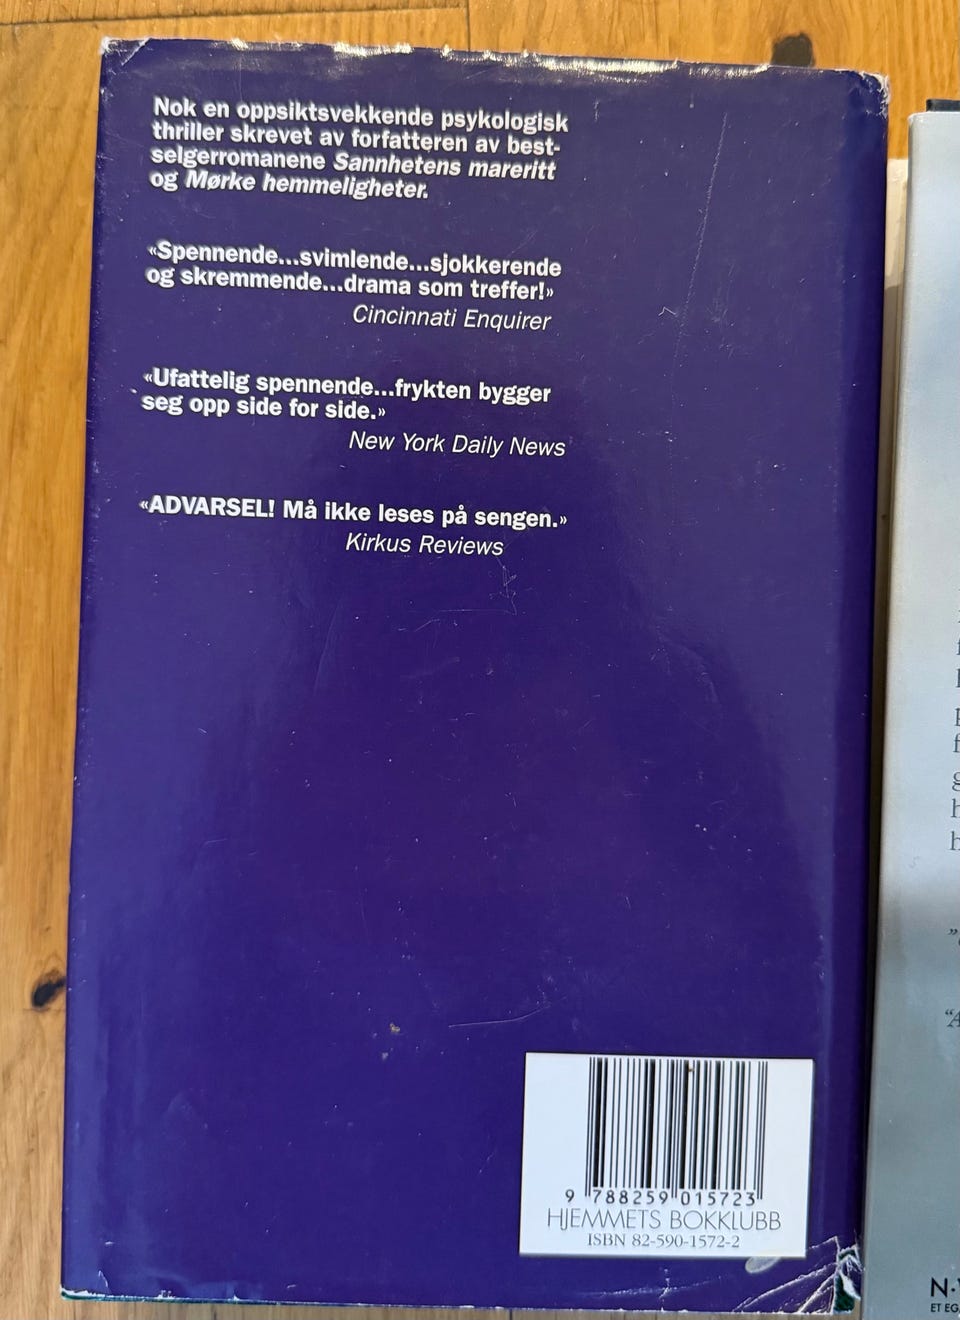 Nok en oppsiktsvekkende psykologisk
thriller skrevet av forfatteren av best-
selgerromanene Sannhetens mareritt
og Mørke hemmeligheter.
«Spennende...svimlende...sjokkerende
og skremmende...drama som treffer!»
Cincinnati Enquirer
«Ufattelig spennende...frykten bygger
seg opp side for side.»
New York Daily News
«ADVARSEL! Må ikke leses på sengen.»
Kirkus Reviews
9 788259 015723
HJEMMETS BOKKLUBB
ISBN 82-590-1572-2